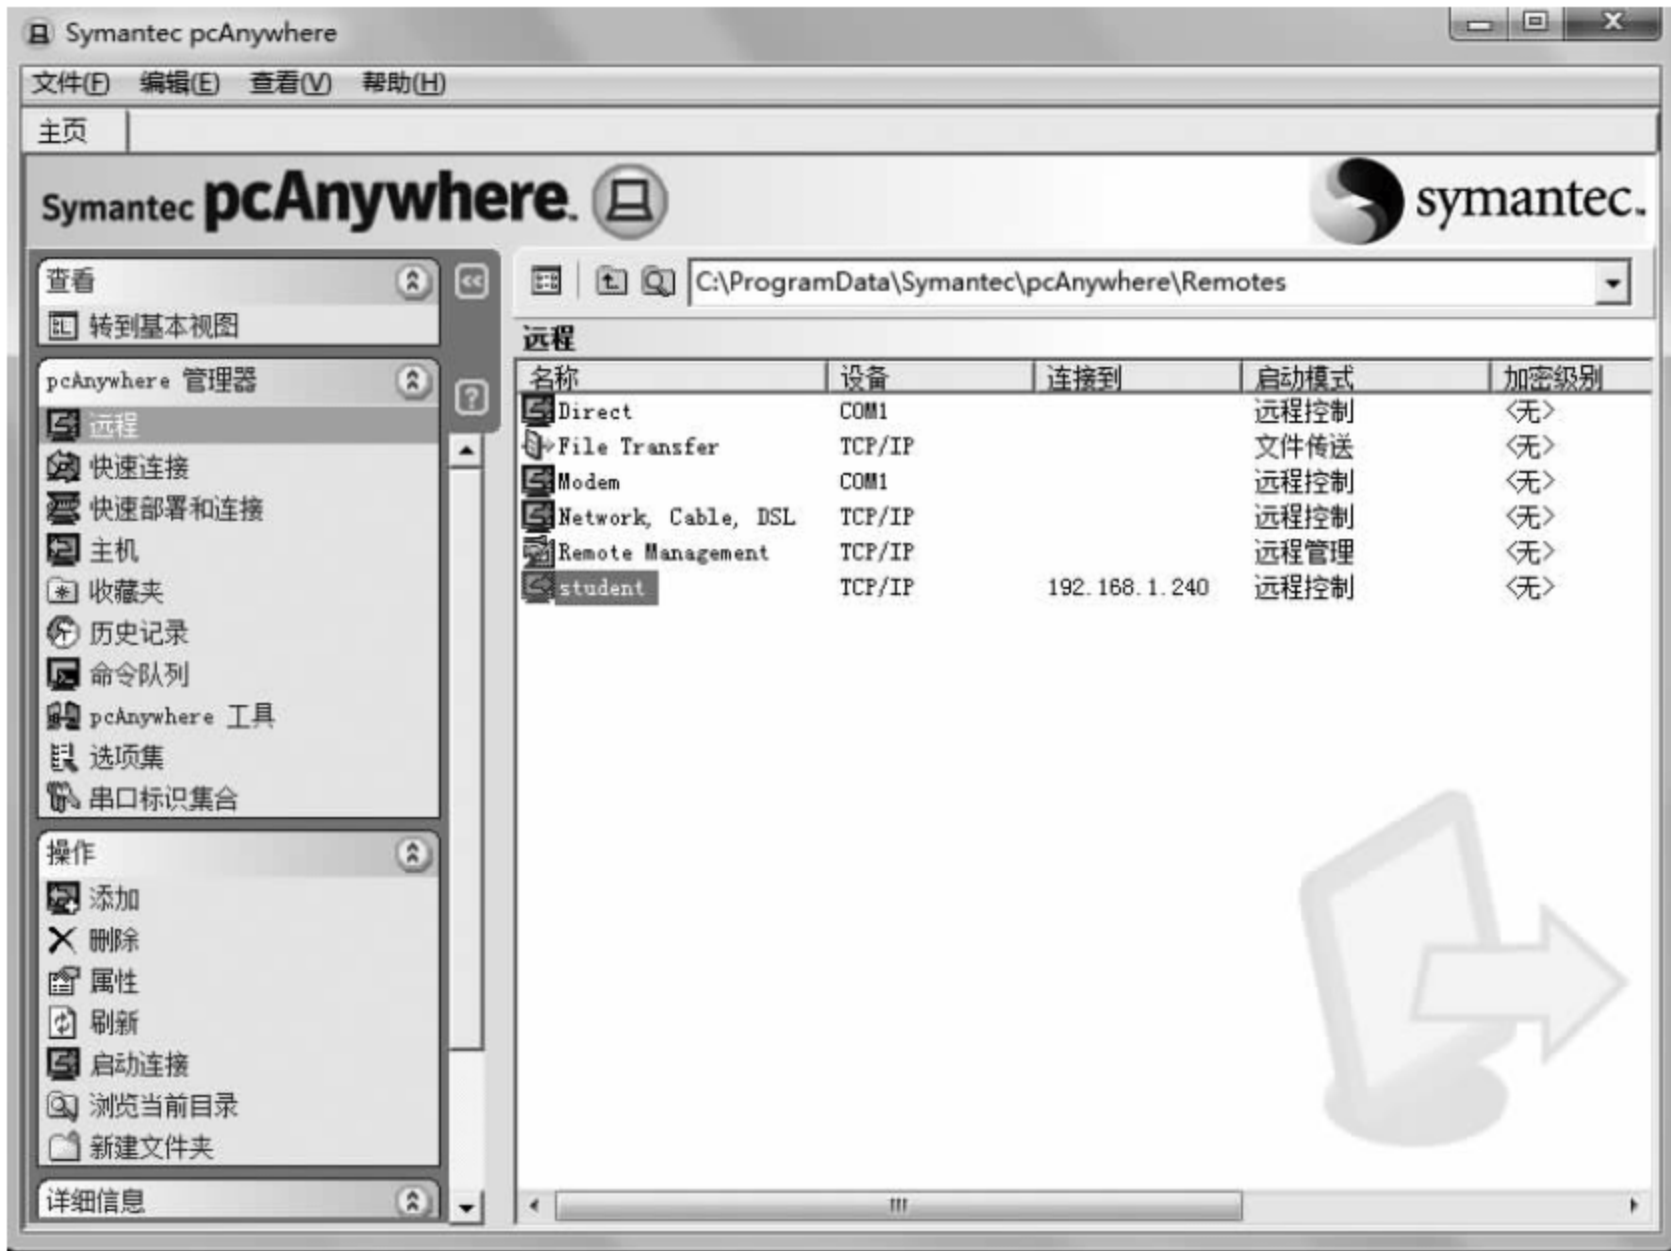 Symantec pcAnywhere
文件(F) 编辑(E) 查看(V) 帮助(H)
主页
Symantec pcAnywhere.
symantec.
查看
转到基本视图
pcAnywhere 管理器
远程
快速连接
快速部署和连接
主机
收藏夹
历史记录
命令队列
pcAnywhere 工具
选项集
串口标识集合
操作
添加
删除
属性
刷新
启动连接
浏览当前目录
新建文件夹
详细信息
C:\ProgramData\Symantec\pcAnywhere\Remotes
远程
名称 设备 连接到 启动模式 加密级别
Direct COM1 远程控制 <无>
File Transfer TCP/IP 文件传送 <无>
Modem COM1 远程控制 <无>
Network, Cable, DSL TCP/IP 远程控制 <无>
Remote Management TCP/IP 远程管理 <无>
student TCP/IP 192.168.1.240 远程控制 <无>